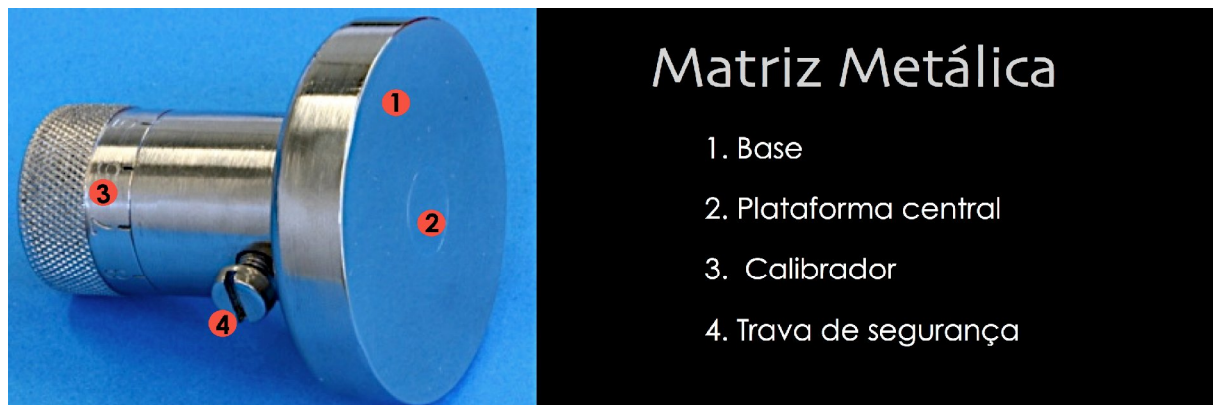 1
2
3
4
Matriz Metálica
1. Base
2. Plataforma central
3. Calibrador
4. Trava de segurança